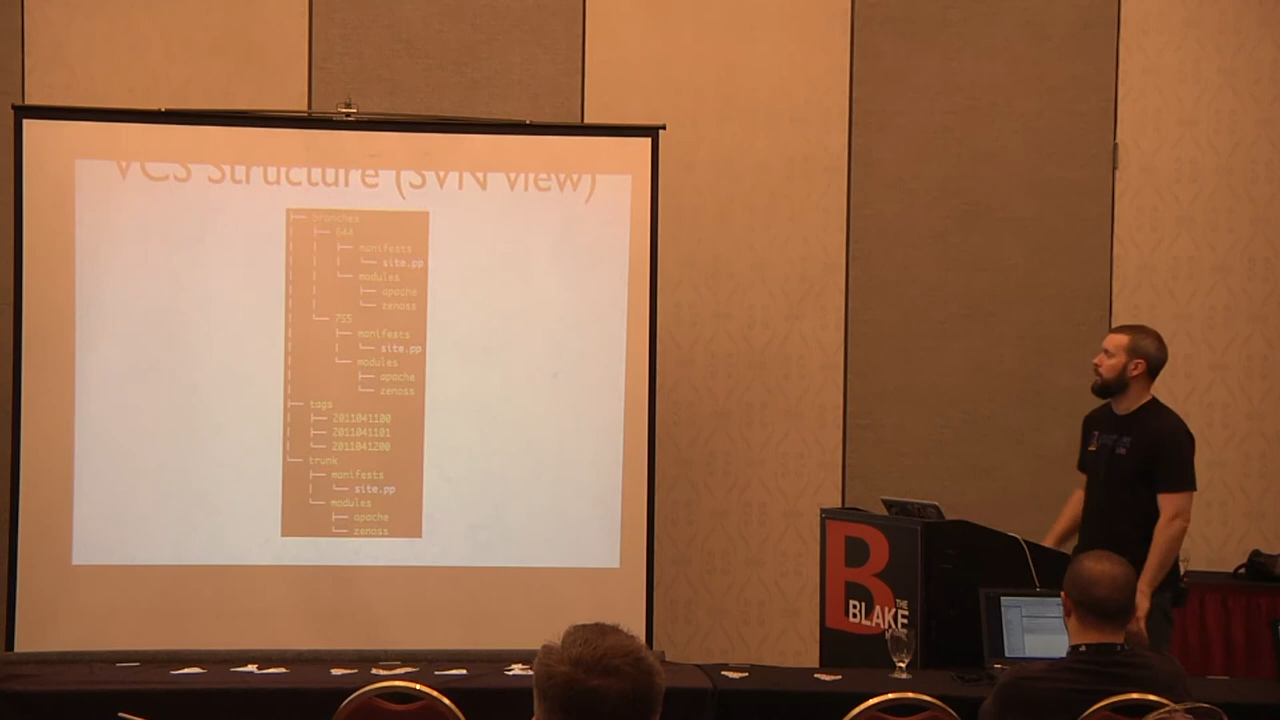 VCS Structure (SVN view)
├── branches
│   ├── 644
│   │   ├── manifests
│   │   │   └── site.pp
│   │   └── modules
│   │       ├── apache
│   │       └── zenoss
│   └── 755
│       ├── manifests
│       │   └── site.pp
│       └── modules
│           ├── apache
│           └── zenoss
├── tags
│   ├── 2011041100
│   ├── 2011041101
│   └── 2011041200
└── trunk
    ├── manifests
    │   └── site.pp
    └── modules
        ├── apache
        └── zenoss
B
THE
BLAKE